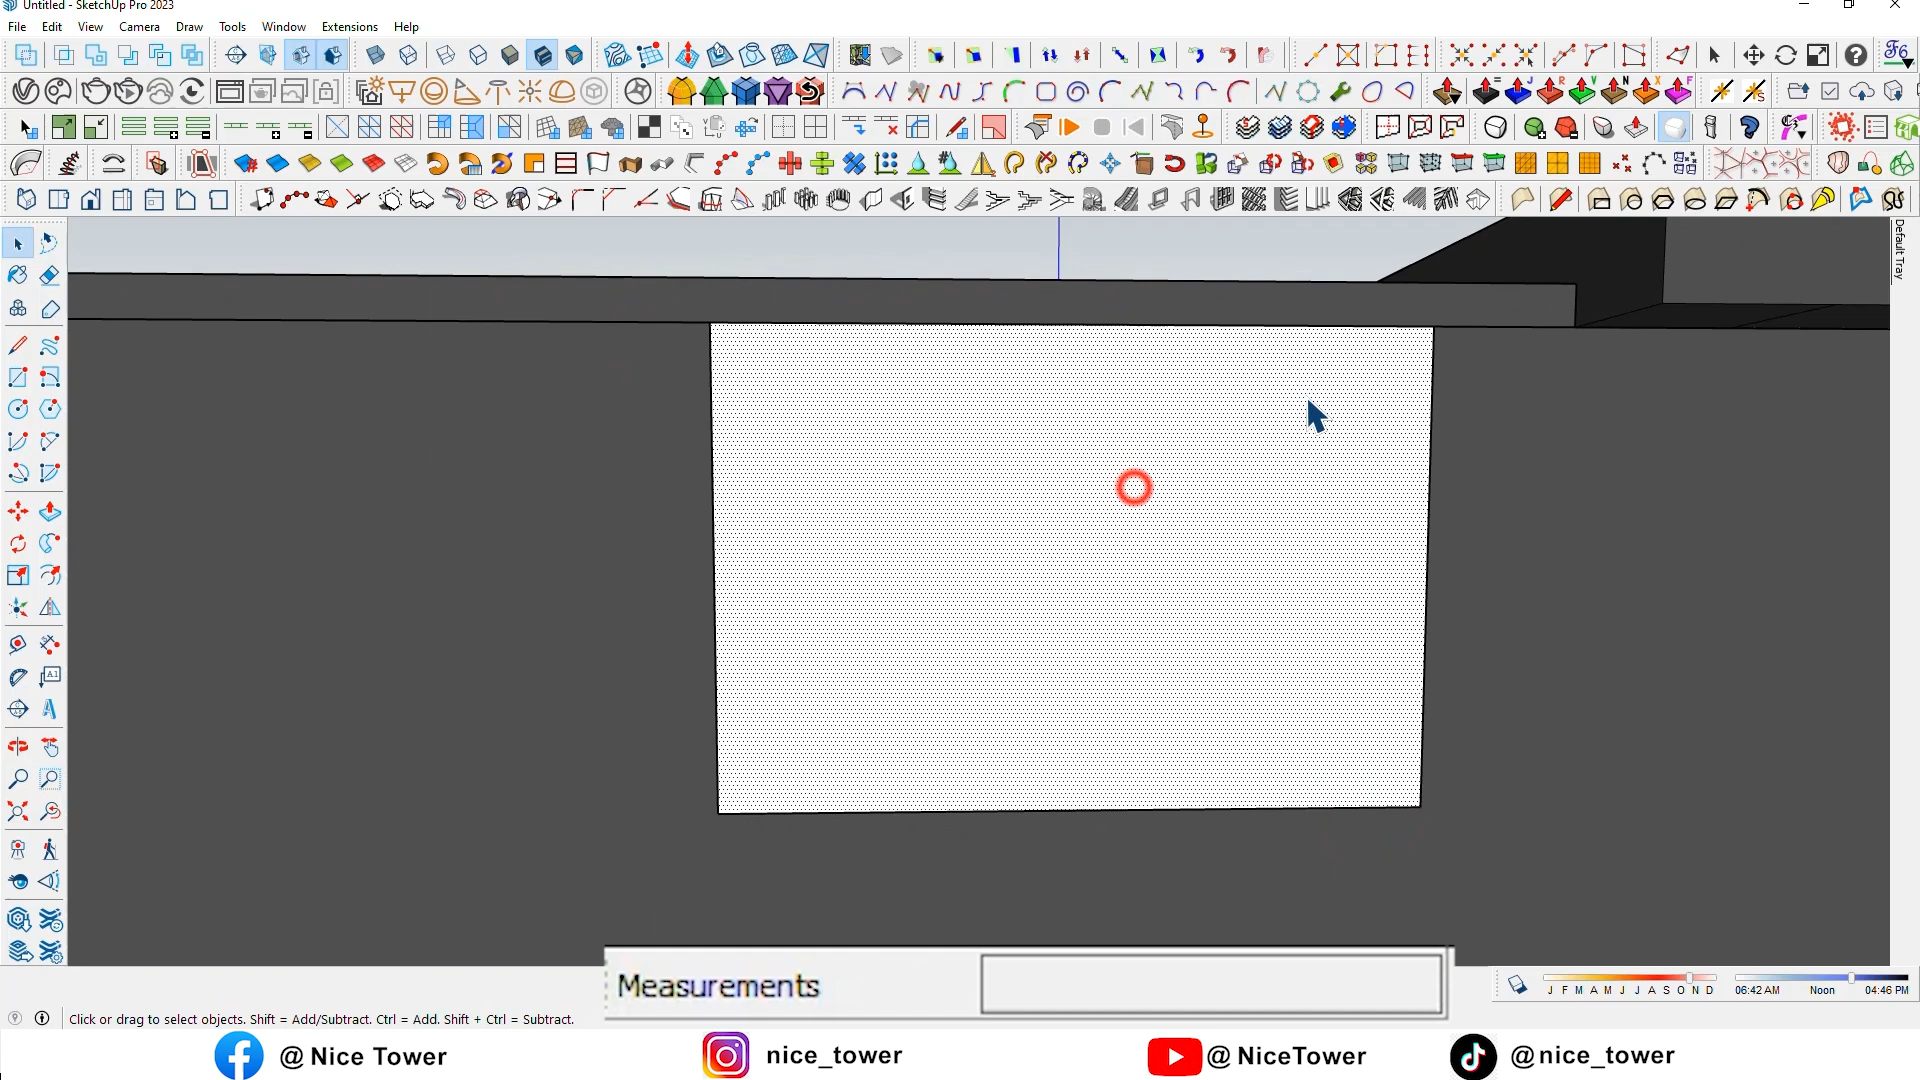 Untitled - SketchUp Pro 2023
File Edit View Camera Draw Tools Window Extensions Help
Default Tray
Measurements
J F M A M J J A S O N D 06:42 AM Noon 04:46 PM
Click or drag to select objects. Shift = Add/Subtract. Ctrl = Add. Shift + Ctrl = Subtract.
@ Nice Tower nice_tower @ NiceTower @nice_tower